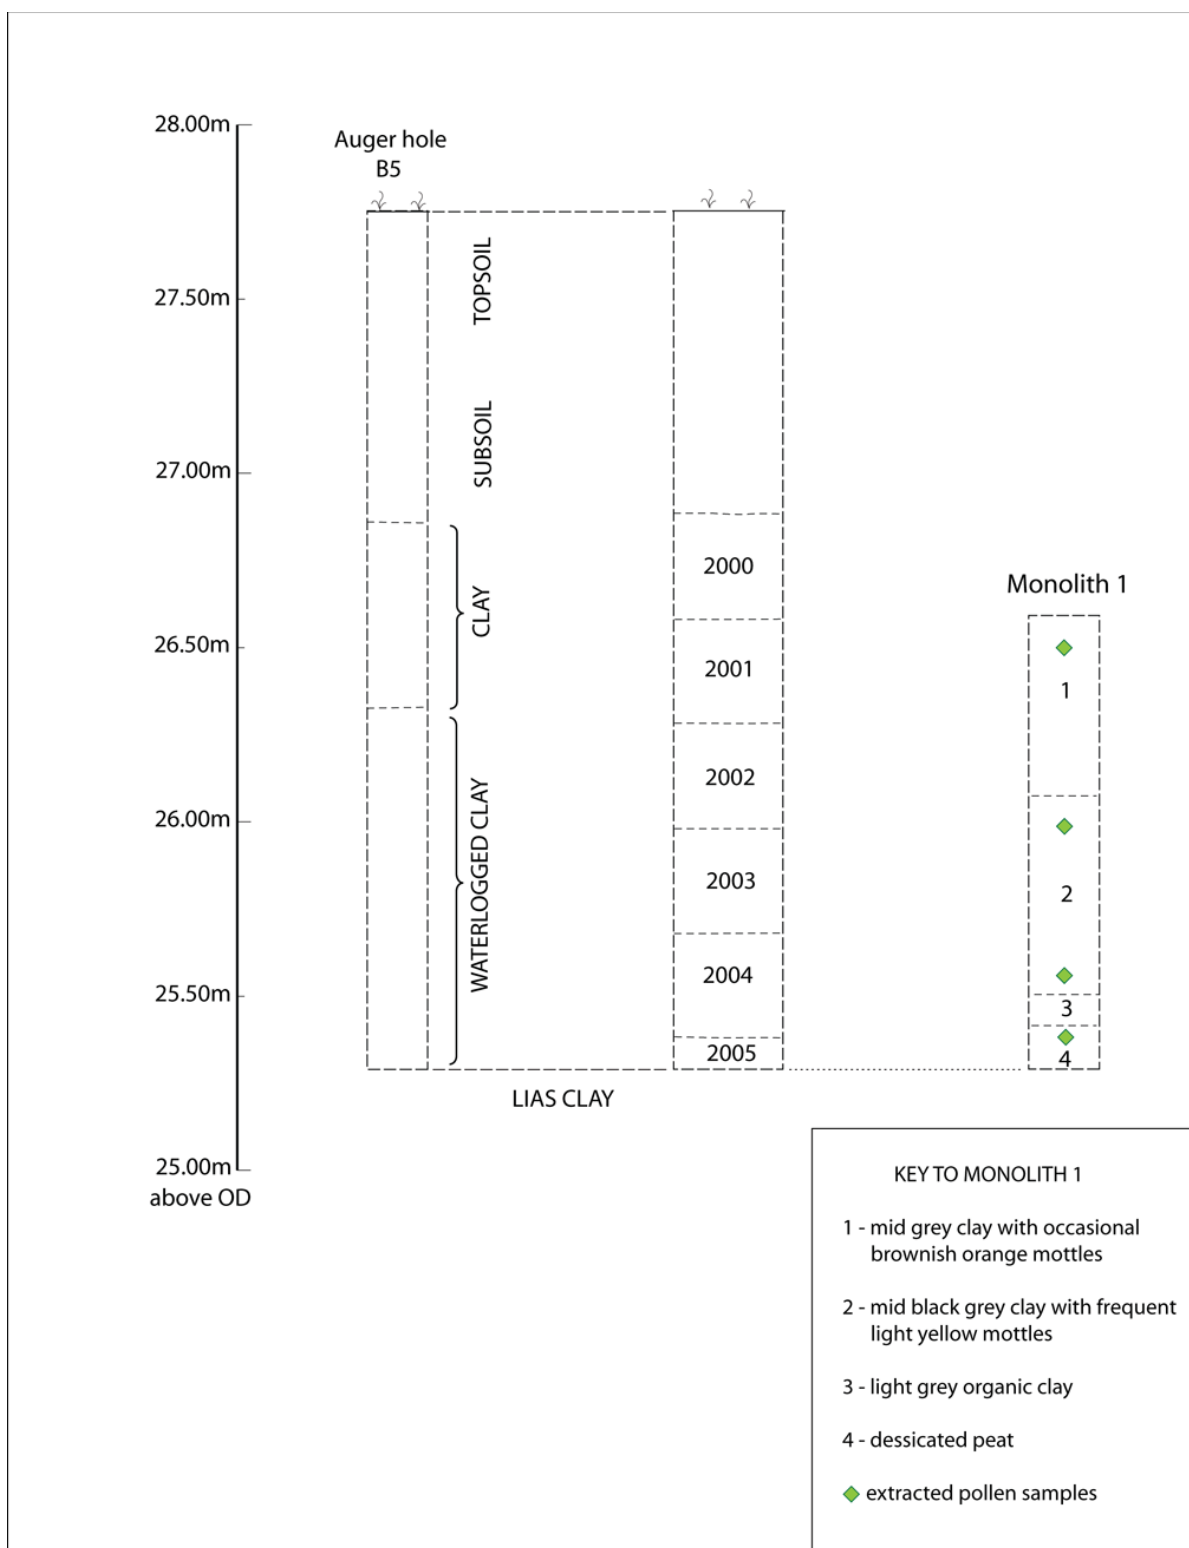 28.00m
27.50m
27.00m
26.50m
26.00m
25.50m
25.00m
above OD
Auger hole
B5
TOPSOIL
SUBSOIL
CLAY
WATERLOGGED CLAY
LIAS CLAY
2000
2001
2002
2003
2004
2005
Monolith 1
1
2
3
4
KEY TO MONOLITH 1
1 - mid grey clay with occasional
brownish orange mottles
2 - mid black grey clay with frequent
light yellow mottles
3 - light grey organic clay
4 - dessicated peat
extracted pollen samples